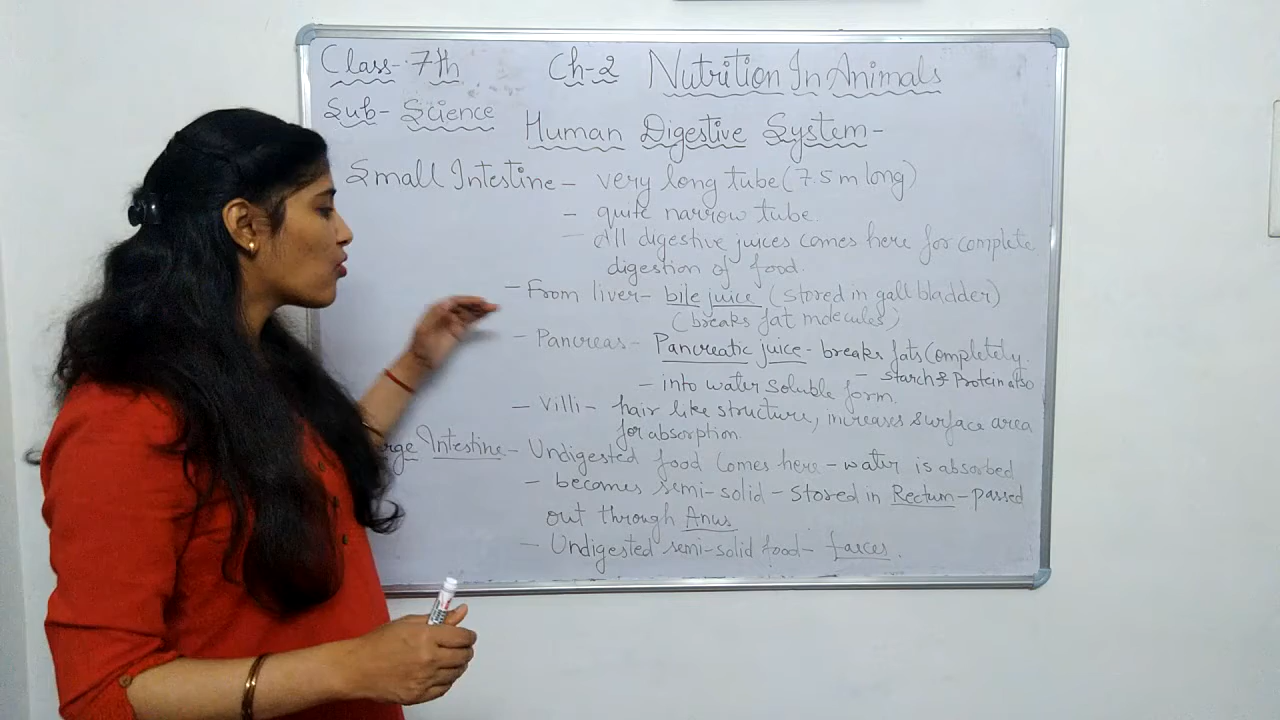 Class- 7th Ch-2 Nutrition In Animals
Sub- Science
Human Digestive System-
Small Intestine - very long tube (7.5 m long)
- quite narrow tube.
- All digestive juices comes here for complete
digestion of food.
- From liver- bile juice (stored in gall bladder)
(breaks fat molecules)
- Pancreas - Pancreatic juice - breaks fats completely.
- starch & Protein also
- into water soluble form.
- Villi - hair like structure, increases surface area
for absorption.
rge Intestine - Undigested food comes here - water is absorbed
- becomes semi-solid - stored in Rectum - passed
out through Anus.
- Undigested semi-solid food - faeces.